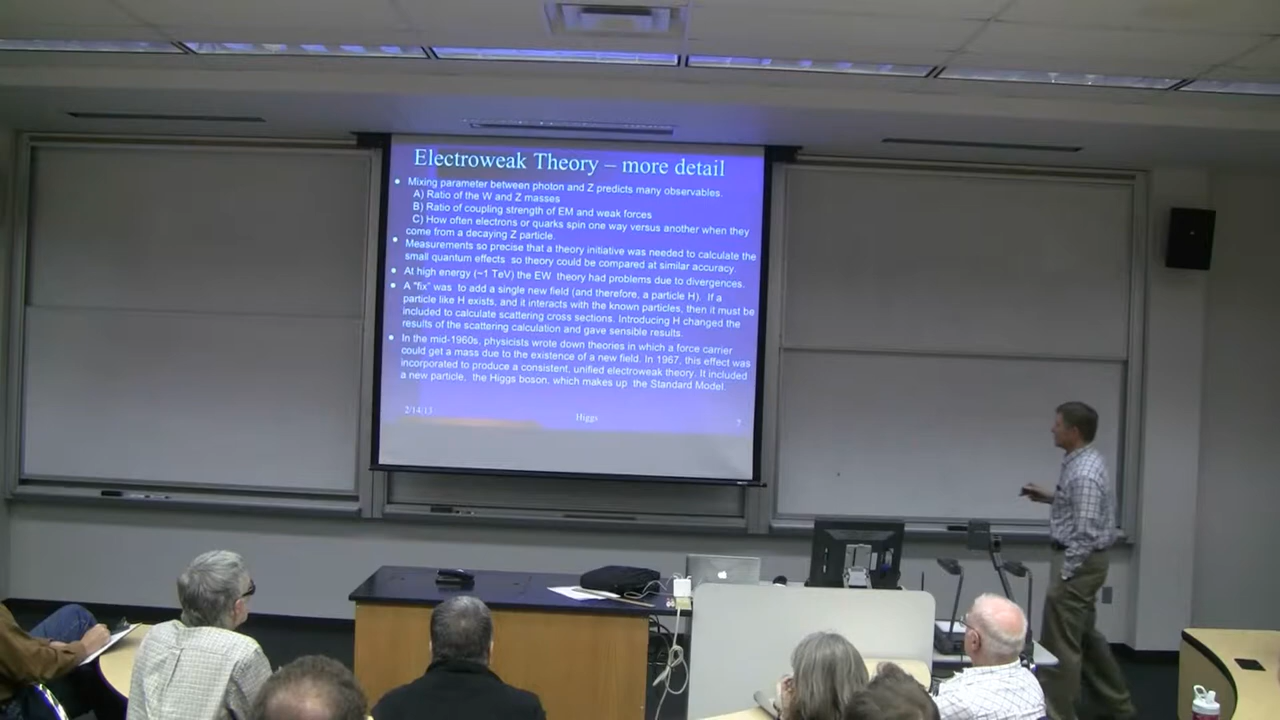 Electroweak Theory – more detail
• Mixing parameter between photon and Z predicts many observables.
A) Ratio of the W and Z masses
B) Ratio of coupling strength of EM and weak forces
C) How often electrons or quarks spin one way versus another when they
come from a decaying Z particle.
• Measurements so precise that a theory initiative was needed to calculate the
small quantum effects so theory could be compared at similar accuracy.
• At high energy (~1 TeV) the EW theory had problems due to divergences.
• A "fix" was to add a single new field (and therefore, a particle H). If a
particle like H exists, and it interacts with the known particles, then it must be
included to calculate scattering cross sections. Introducing H changed the
results of the scattering calculation and gave sensible results.
• In the mid-1960s, physicists wrote down theories in which a force carrier
could get a mass due to the existence of a new field. In 1967, this effect was
incorporated to produce a consistent, unified electroweak theory. It included
a new particle, the Higgs boson, which makes up the Standard Model.
2/14/13
Higgs
7